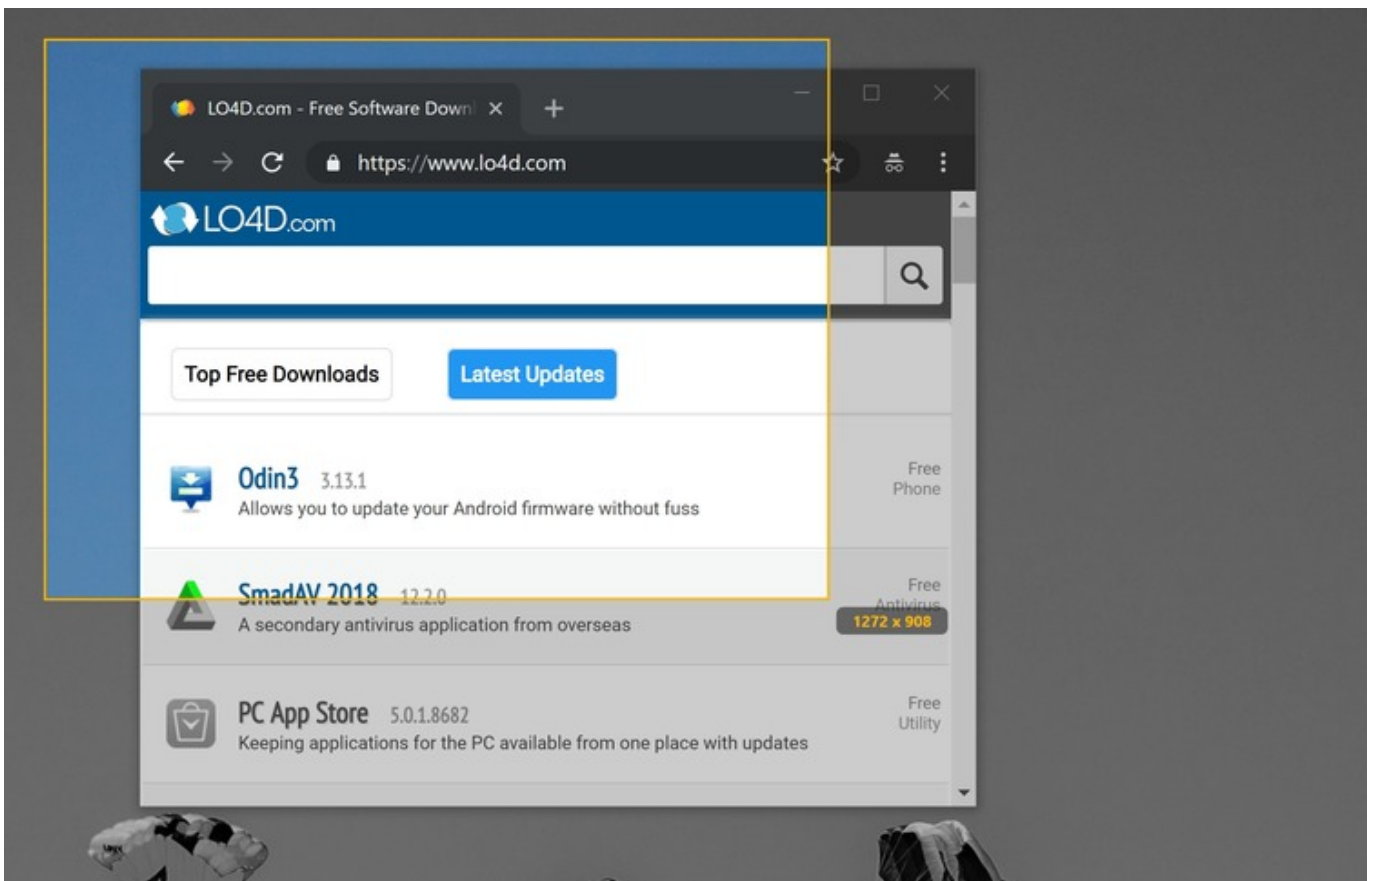 LO4D.com - Free Software Down
https://www.lo4d.com
LO4D.com
Top Free Downloads
Latest Updates
Odin3 3.13.1
Free
Phone
Allows you to update your Android firmware without fuss
SmadAV 2018 12.2.0
Free
Antivirus
1272 x 908
A secondary antivirus application from overseas
PC App Store 5.0.1.8682
Free
Utility
Keeping applications for the PC available from one place with updates